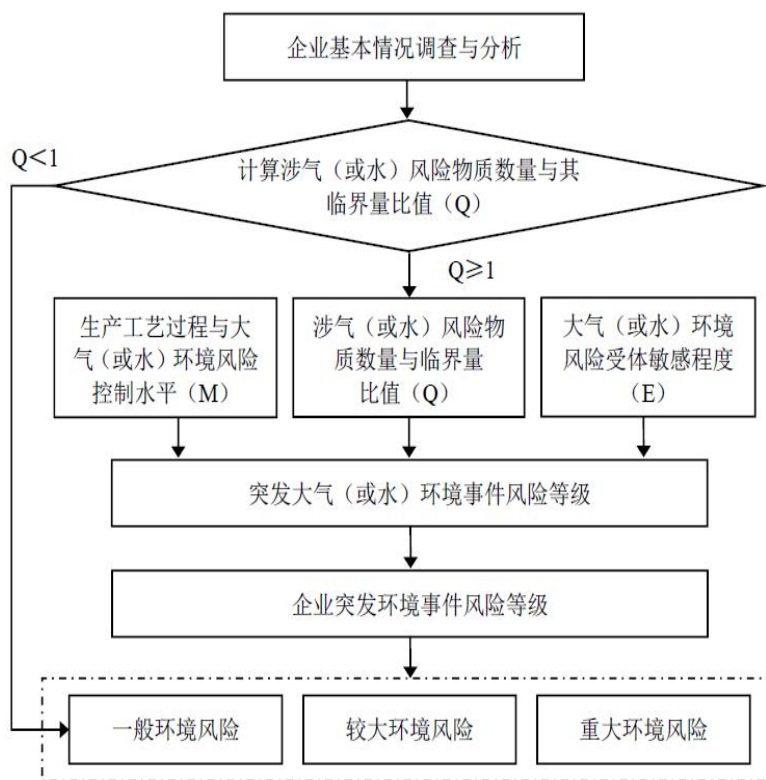 企业基本情况调查与分析
Q<1
计算涉气（或水）风险物质数量与其
临界量比值（Q）
Q≥1
生产工艺过程与大
气（或水）环境风险
控制水平（M）
涉气（或水）风险物
质数量与临界量
比值（Q）
大气（或水）环境
风险受体敏感程度
（E）
突发大气（或水）环境事件风险等级
企业突发环境事件风险等级
一般环境风险
较大环境风险
重大环境风险